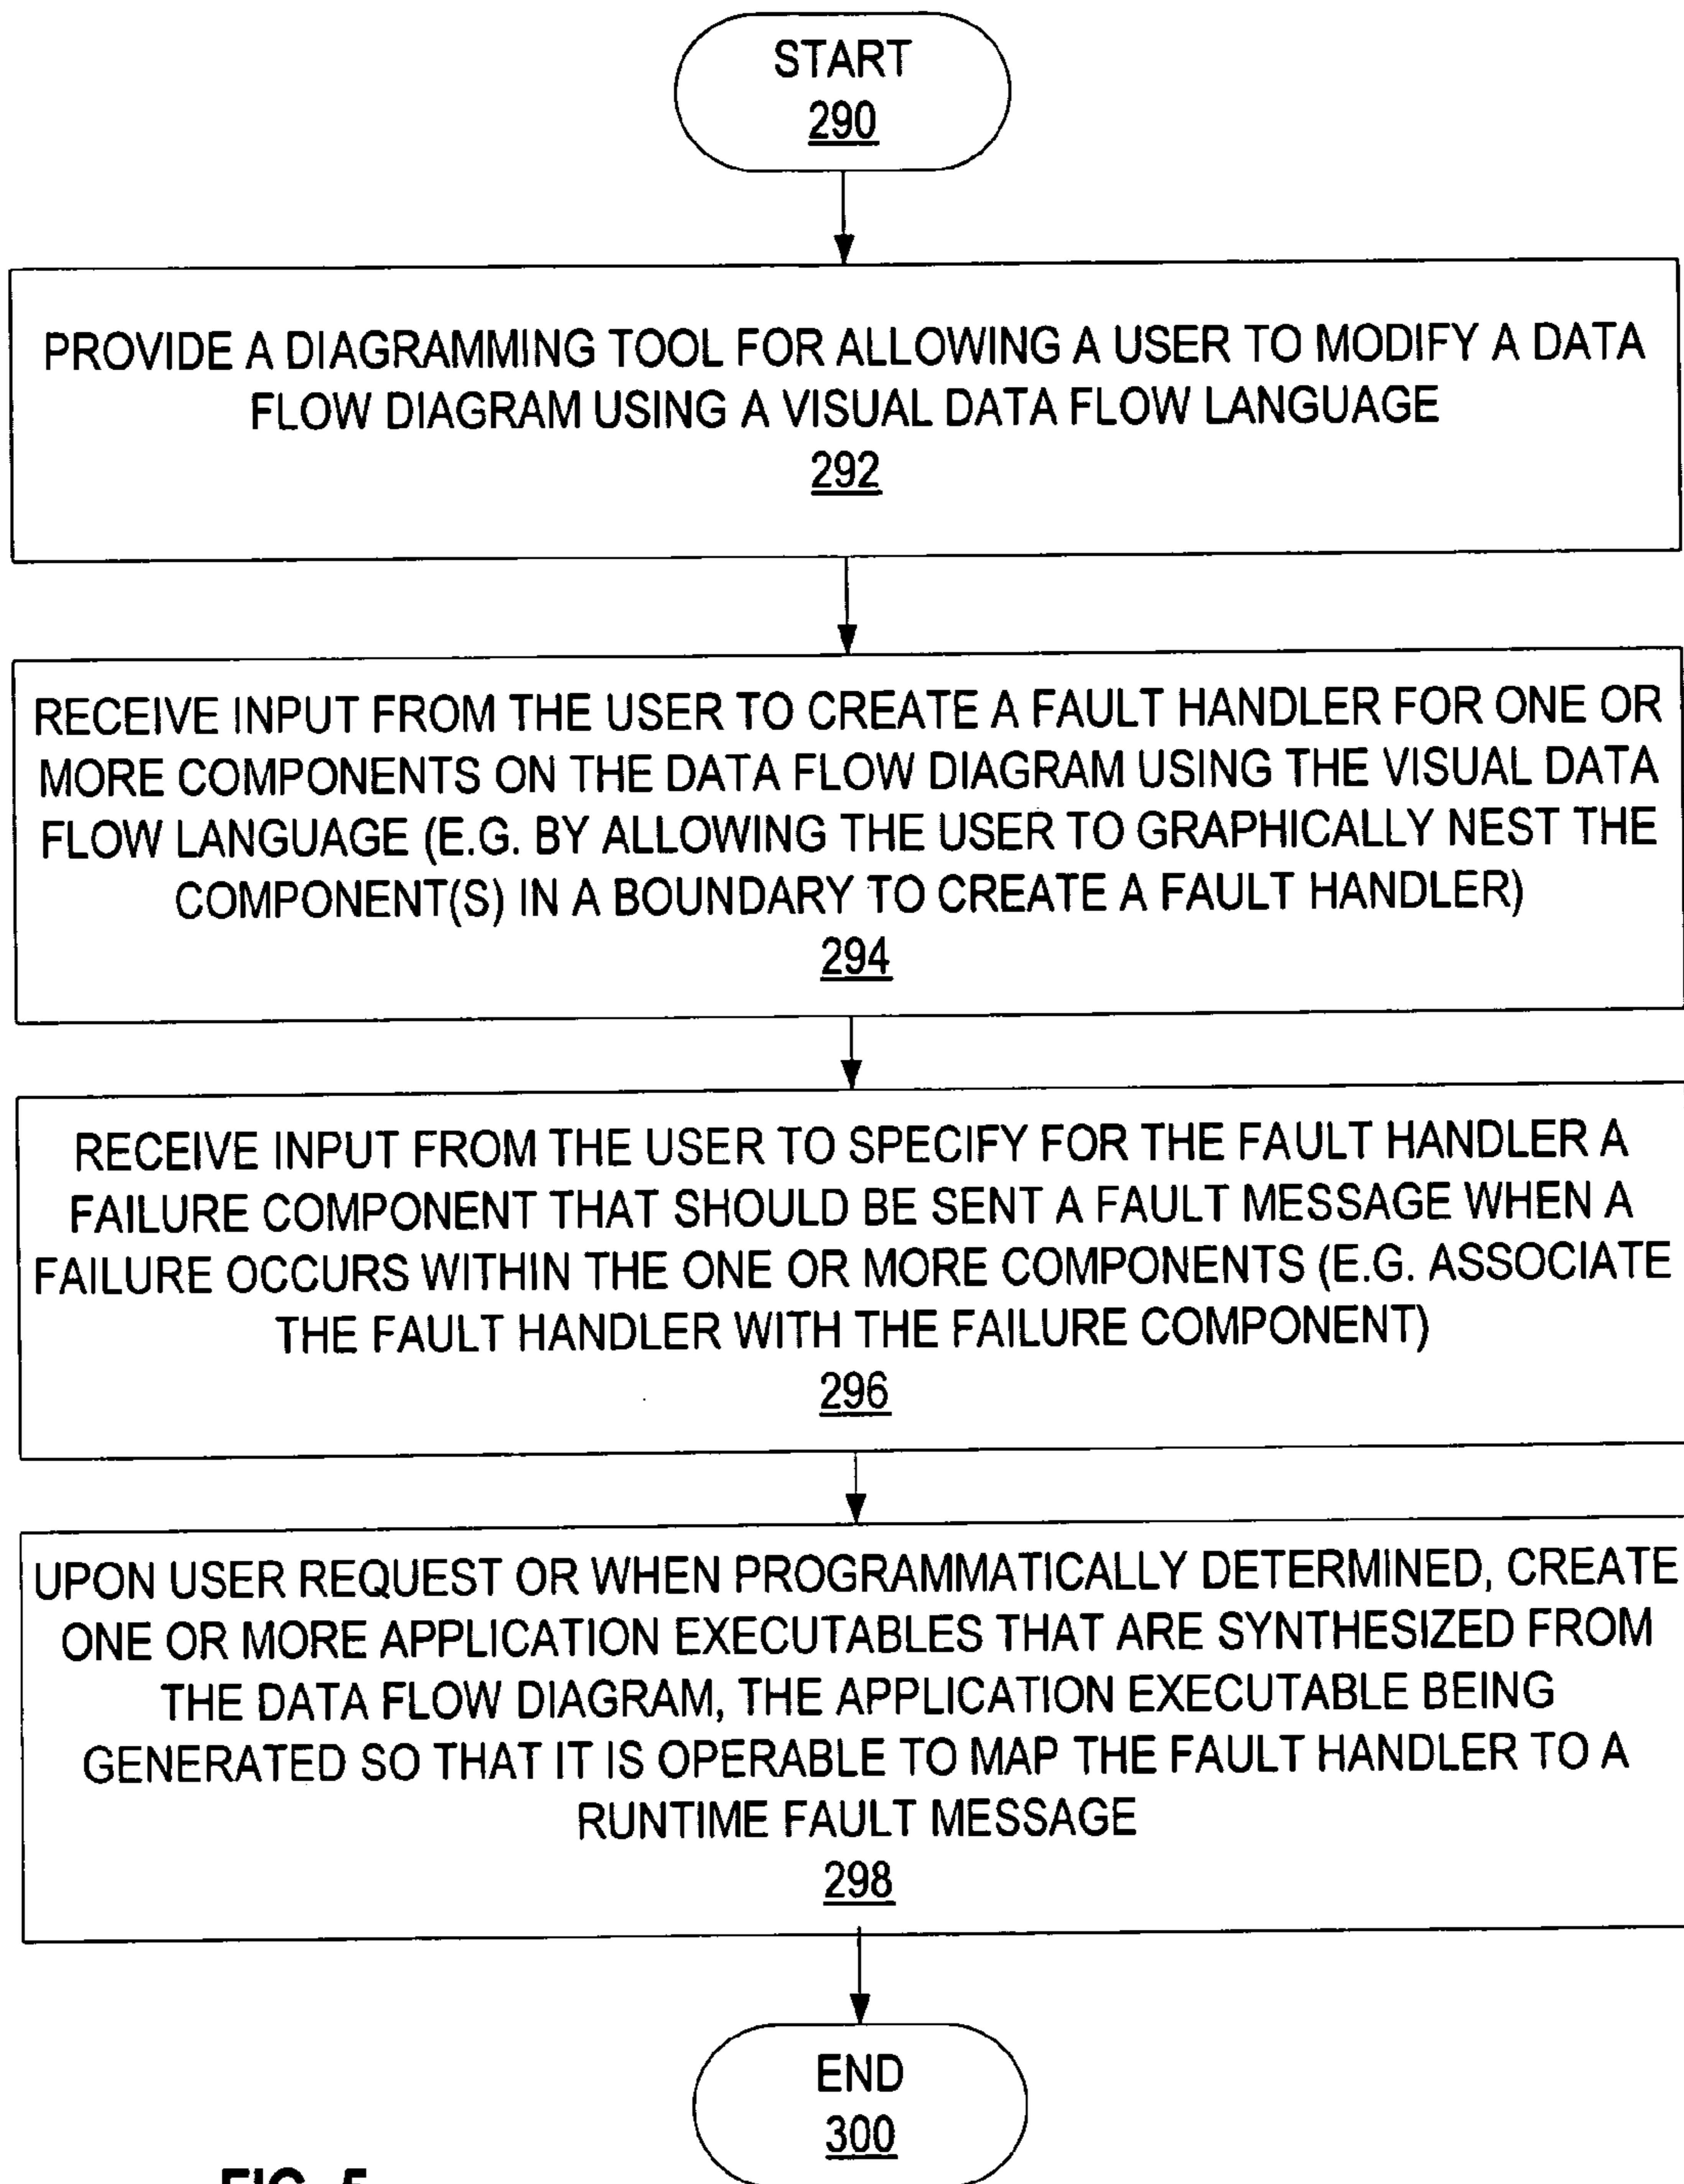 START
290
PROVIDE A DIAGRAMMING TOOL FOR ALLOWING A USER TO MODIFY A DATA
FLOW DIAGRAM USING A VISUAL DATA FLOW LANGUAGE
292
RECEIVE INPUT FROM THE USER TO CREATE A FAULT HANDLER FOR ONE OR
MORE COMPONENTS ON THE DATA FLOW DIAGRAM USING THE VISUAL DATA
FLOW LANGUAGE (E.G. BY ALLOWING THE USER TO GRAPHICALLY NEST THE
COMPONENT(S) IN A BOUNDARY TO CREATE A FAULT HANDLER)
294
RECEIVE INPUT FROM THE USER TO SPECIFY FOR THE FAULT HANDLER A
FAILURE COMPONENT THAT SHOULD BE SENT A FAULT MESSAGE WHEN A
FAILURE OCCURS WITHIN THE ONE OR MORE COMPONENTS (E.G. ASSOCIATE
THE FAULT HANDLER WITH THE FAILURE COMPONENT)
296
UPON USER REQUEST OR WHEN PROGRAMMATICALLY DETERMINED, CREATE
ONE OR MORE APPLICATION EXECUTABLES THAT ARE SYNTHESIZED FROM
THE DATA FLOW DIAGRAM, THE APPLICATION EXECUTABLE BEING
GENERATED SO THAT IT IS OPERABLE TO MAP THE FAULT HANDLER TO A
RUNTIME FAULT MESSAGE
298
END
300
FIG. 5